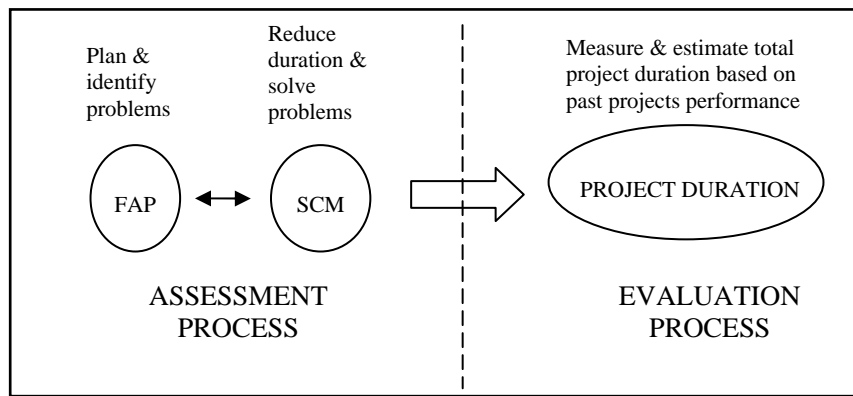 Plan &
identify
problems
Reduce
duration &
solve
problems
Measure & estimate total
project duration based on
past projects performance
FAP
SCM
PROJECT DURATION
ASSESSMENT
PROCESS
EVALUATION
PROCESS